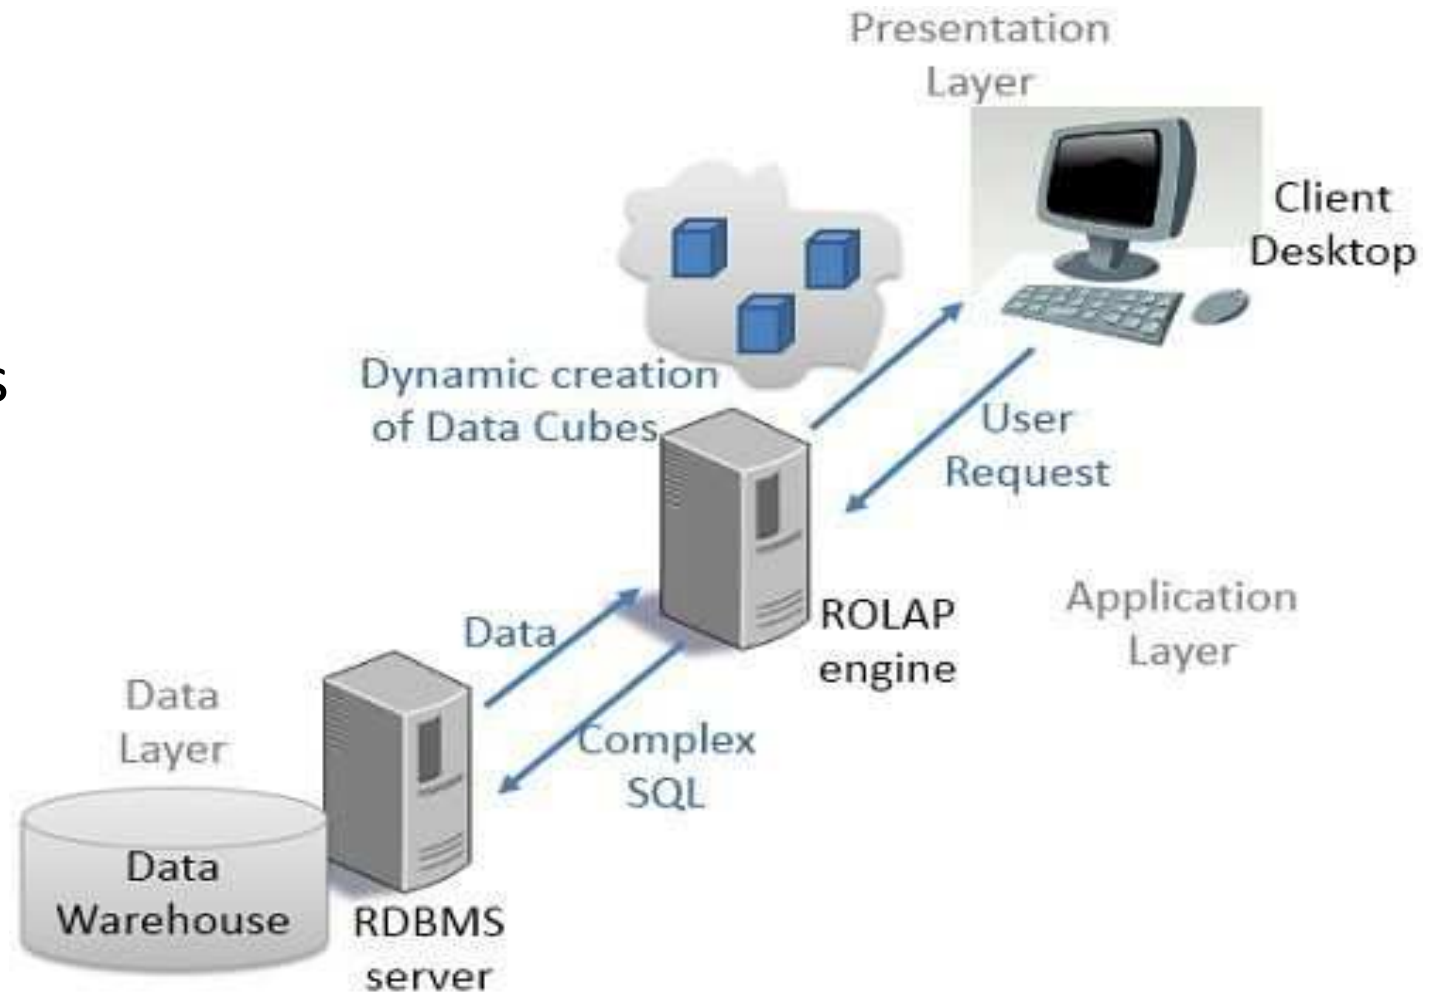 Presentation
Layer
Client
Desktop
s
Dynamic creation
of Data Cubes
User
Request
ROLAP
engine
Application
Layer
Data
Complex
SQL
Data
Layer
Data
Warehouse
RDBMS
server